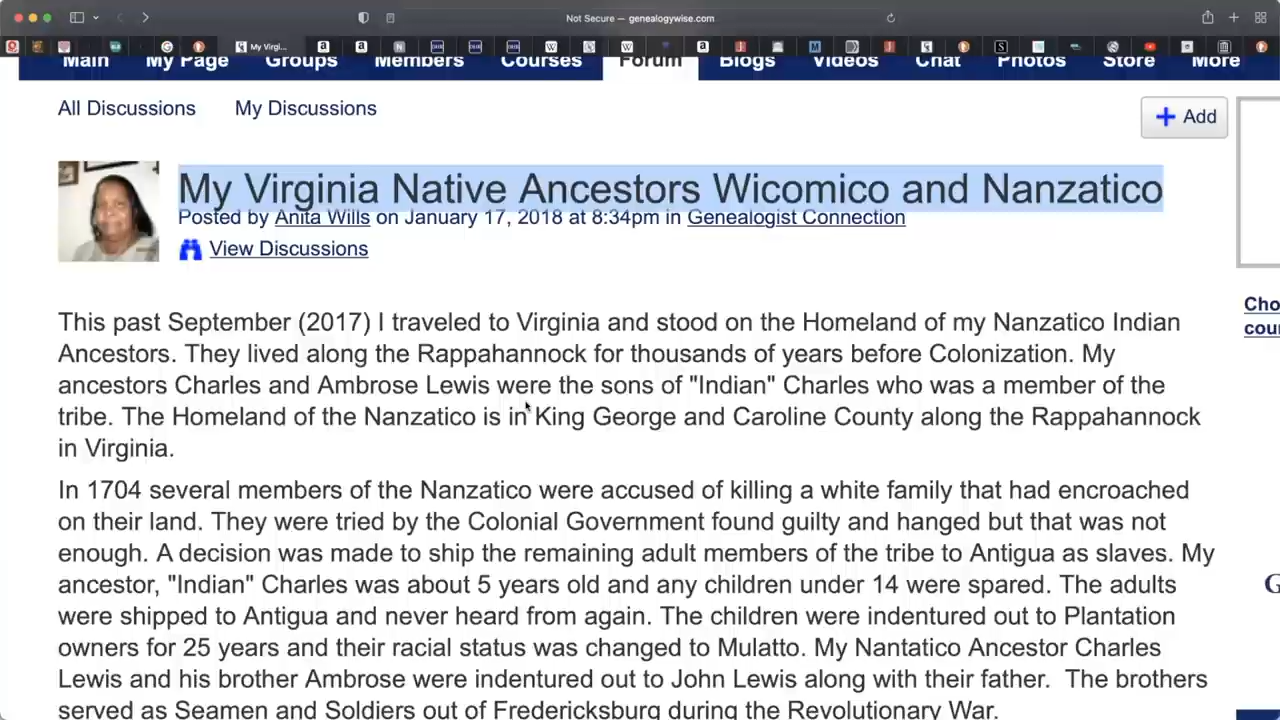 Not Secure — genealogywise.com
My Virgi...
Main My Page Groups Members Courses Forum Blogs Videos Chat Photos Store More
All Discussions My Discussions
+ Add
My Virginia Native Ancestors Wicomico and Nanzatico
Posted by Anita Wills on January 17, 2018 at 8:34pm in Genealogist Connection
View Discussions
This past September (2017) I traveled to Virginia and stood on the Homeland of my Nanzatico Indian
Ancestors. They lived along the Rappahannock for thousands of years before Colonization. My
ancestors Charles and Ambrose Lewis were the sons of "Indian" Charles who was a member of the
tribe. The Homeland of the Nanzatico is in King George and Caroline County along the Rappahannock
in Virginia.
In 1704 several members of the Nanzatico were accused of killing a white family that had encroached
on their land. They were tried by the Colonial Government found guilty and hanged but that was not
enough. A decision was made to ship the remaining adult members of the tribe to Antigua as slaves. My
ancestor, "Indian" Charles was about 5 years old and any children under 14 were spared. The adults
were shipped to Antigua and never heard from again. The children were indentured out to Plantation
owners for 25 years and their racial status was changed to Mulatto. My Nantatico Ancestor Charles
Lewis and his brother Ambrose were indentured out to John Lewis along with their father. The brothers
served as Seamen and Soldiers out of Fredericksburg during the Revolutionary War.
Cho
cou
G